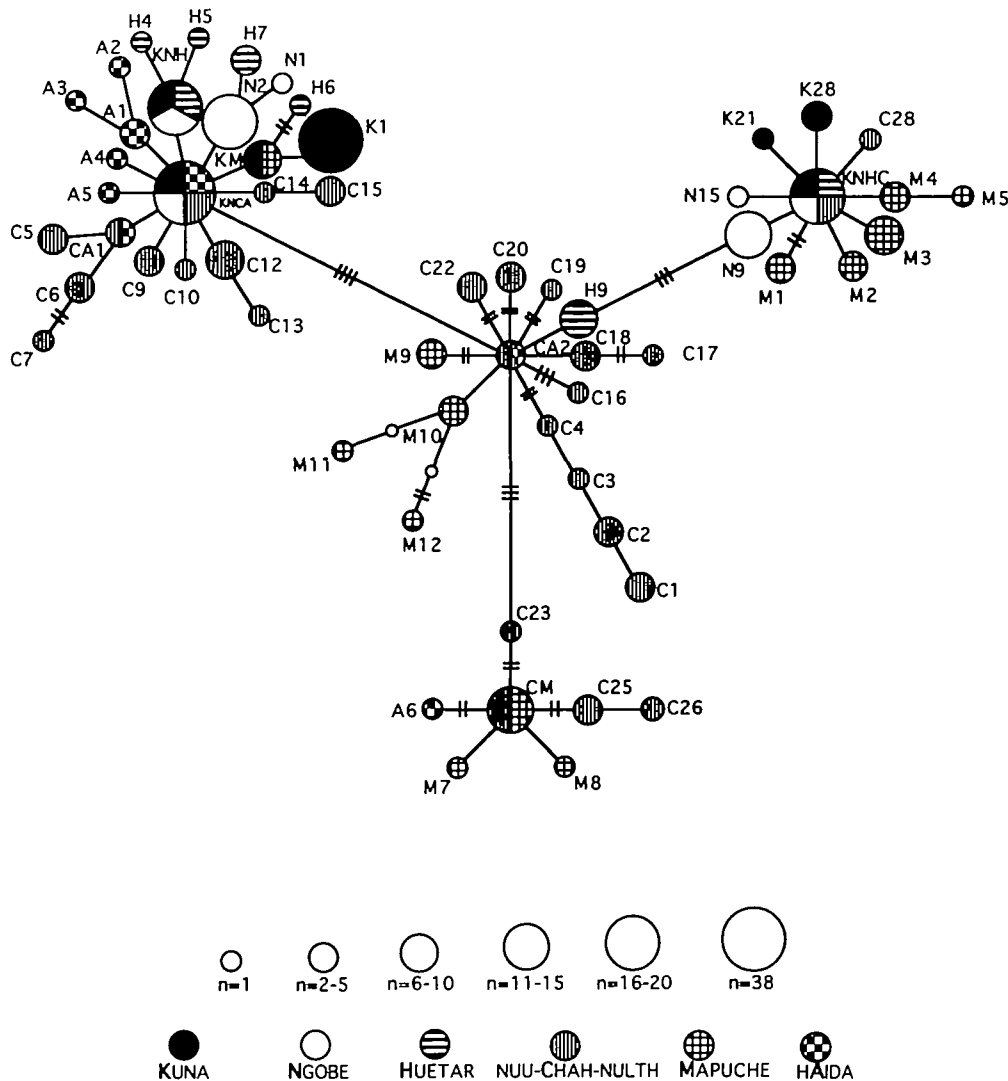 H4
H5
H7
A2
KNH
N1
A3
N2
H6
A1
K1
A4
KM
A5
C14
C15
KNCA
C5
CA1
C6
C9
C10
C12
C7
C13
K28
K21
C28
KNHC
N15
M4
M5
N9
M3
M1
M2
C20
C22
C19
H9
M9
CA2
C18
C17
C16
C4
M10
M11
C3
M12
C2
C1
C23
CM
C25
A6
C26
M7
M8
n=1
n=2-5
n=6-10
n=11-15
n=16-20
n=38
KUNA
NGOBE
HUETAR
NUU-CHAH-NULTH
MAPUCHE
HAIDA